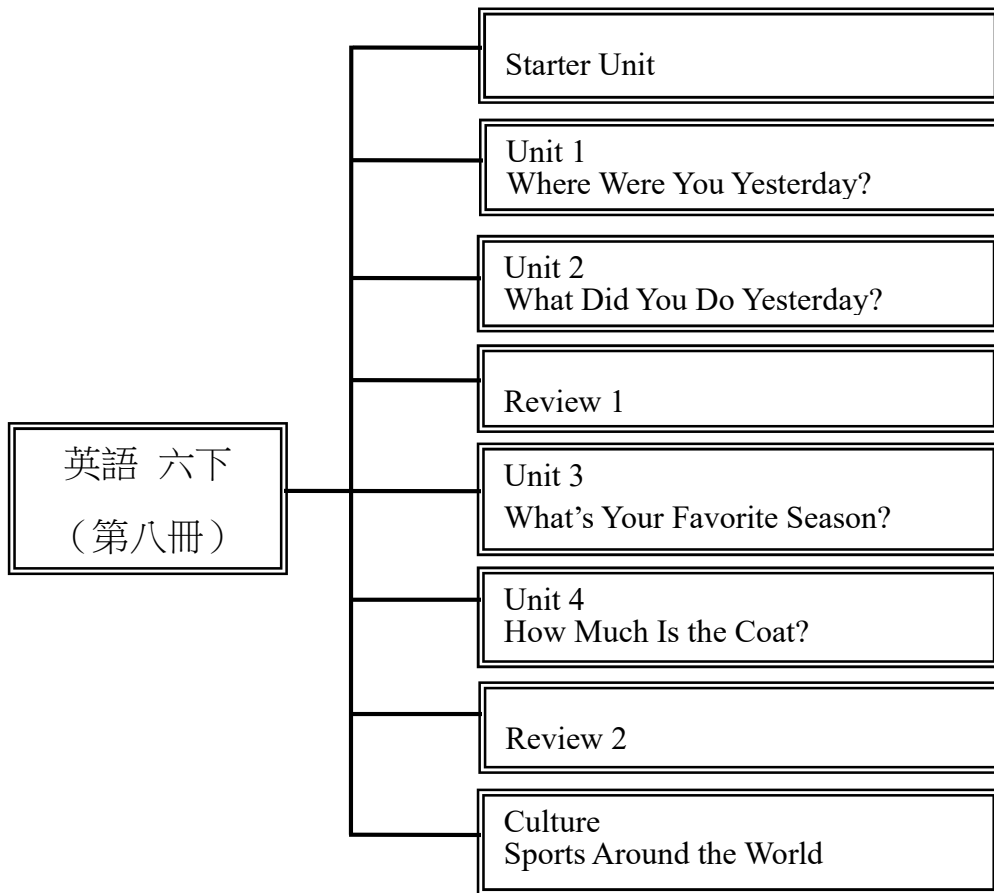 英語 六下
（第八冊）
Starter Unit
Unit 1
Where Were You Yesterday?
Unit 2
What Did You Do Yesterday?
Review 1
Unit 3
What’s Your Favorite Season?
Unit 4
How Much Is the Coat?
Review 2
Culture
Sports Around the World